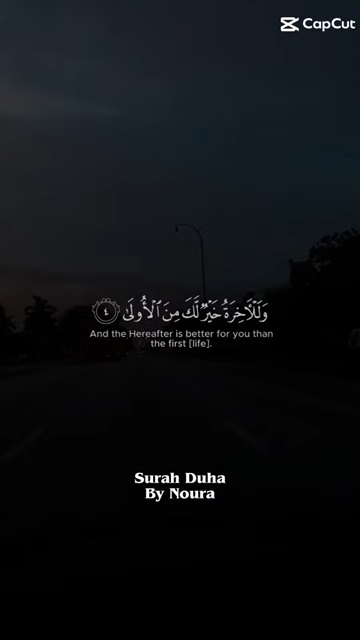 CapCut
وَلَلْـَٔاخِرَةُ خَيْرٌ لَّكَ مِنَ ٱلْأُولَىٰ ٤
And the Hereafter is better for you than
the first [life].
Surah Duha
By Noura